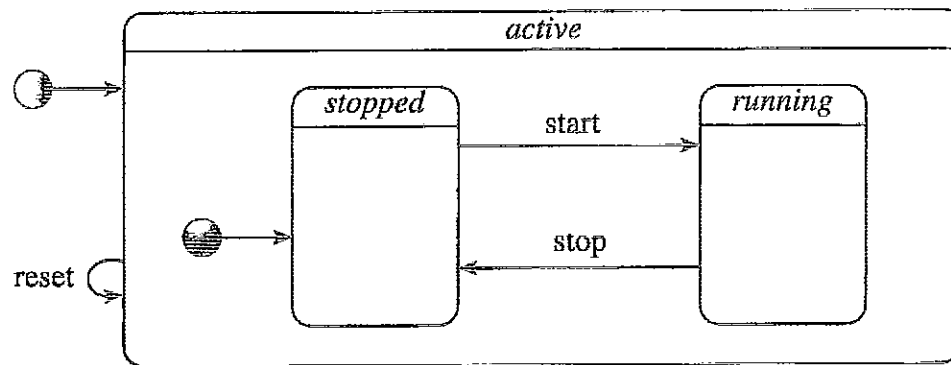 active
stopped
running
start
stop
reset